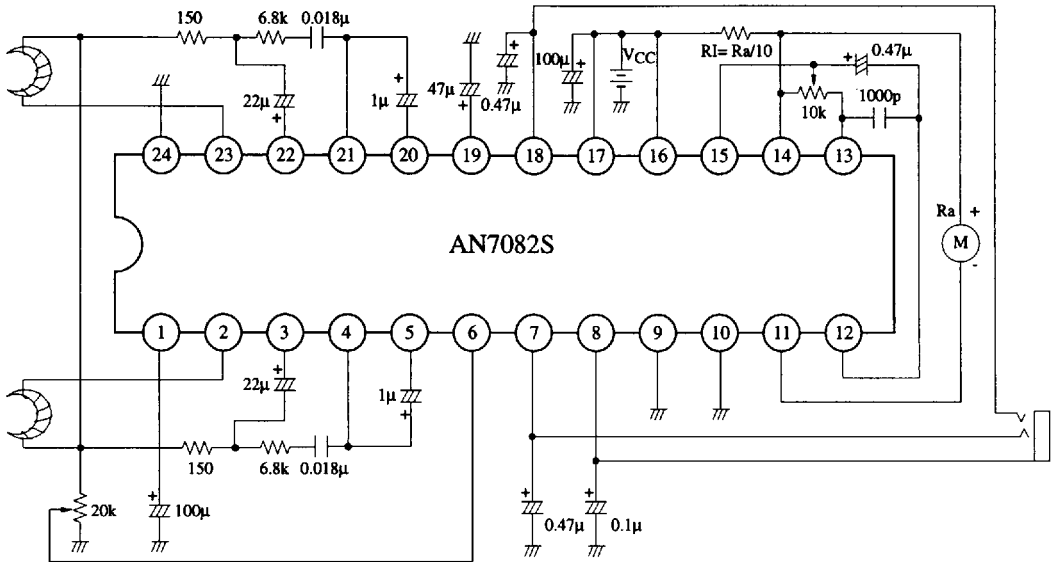 150 6.8k 0.018μ
22μ + 1μ + 47μ + 0.47μ + 100μ + VCC RI= Ra/10 + 0.47μ
10k 1000p
24 23 22 21 20 19 18 17 16 15 14 13
AN7082S
Ra + M -
1 2 3 4 5 6 7 8 9 10 11 12
22μ + 1μ +
150 6.8k 0.018μ
20k + 100μ + 0.47μ + 0.1μ